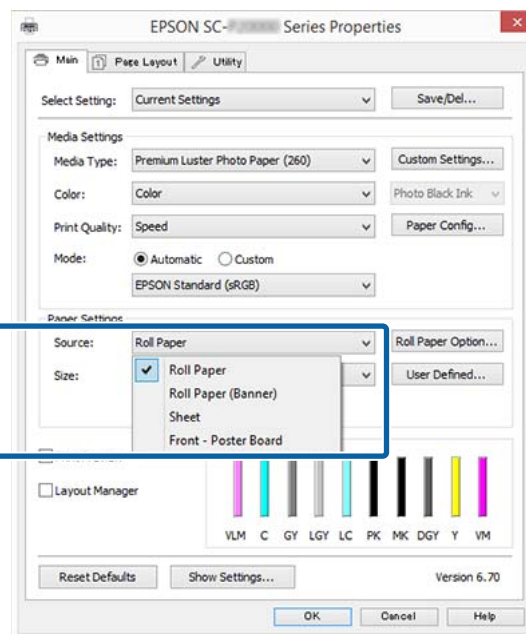 EPSON SC- Series Properties
Main Page Layout Utility
Select Setting: Current Settings Save/Del...
Media Settings
Media Type: Premium Luster Photo Paper (260) Custom Settings...
Color: Color Photo Black Ink
Print Quality: Speed Paper Config...
Mode: Automatic Custom
EPSON Standard (sRGB)
Paper Settings
Source: Roll Paper Roll Paper Option...
Size: User Defined...
Roll Paper
Roll Paper (Banner)
Sheet
Front - Poster Board
Layout Manager
VLM C GY LGY LC PK MK DGY Y VM
Reset Defaults Show Settings... Version 6.70
OK Cancel Help